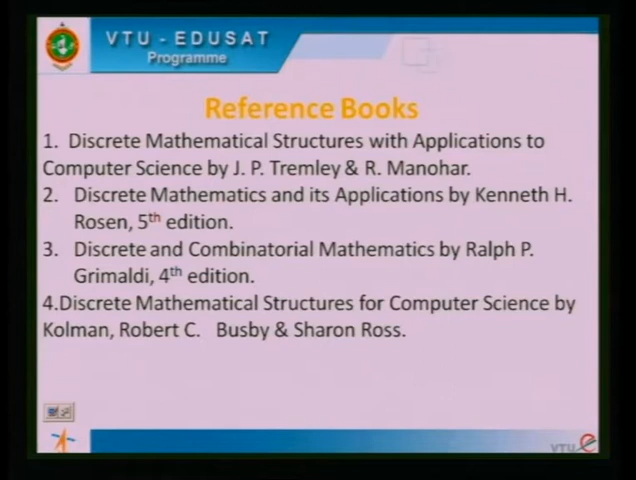 VTU - EDUSAT
Programme
Reference Books
1. Discrete Mathematical Structures with Applications to
Computer Science by J. P. Tremley & R. Manohar.
2. Discrete Mathematics and its Applications by Kenneth H.
Rosen, 5th edition.
3. Discrete and Combinatorial Mathematics by Ralph P.
Grimaldi, 4th edition.
4.Discrete Mathematical Structures for Computer Science by
Kolman, Robert C. Busby & Sharon Ross.
VTU e